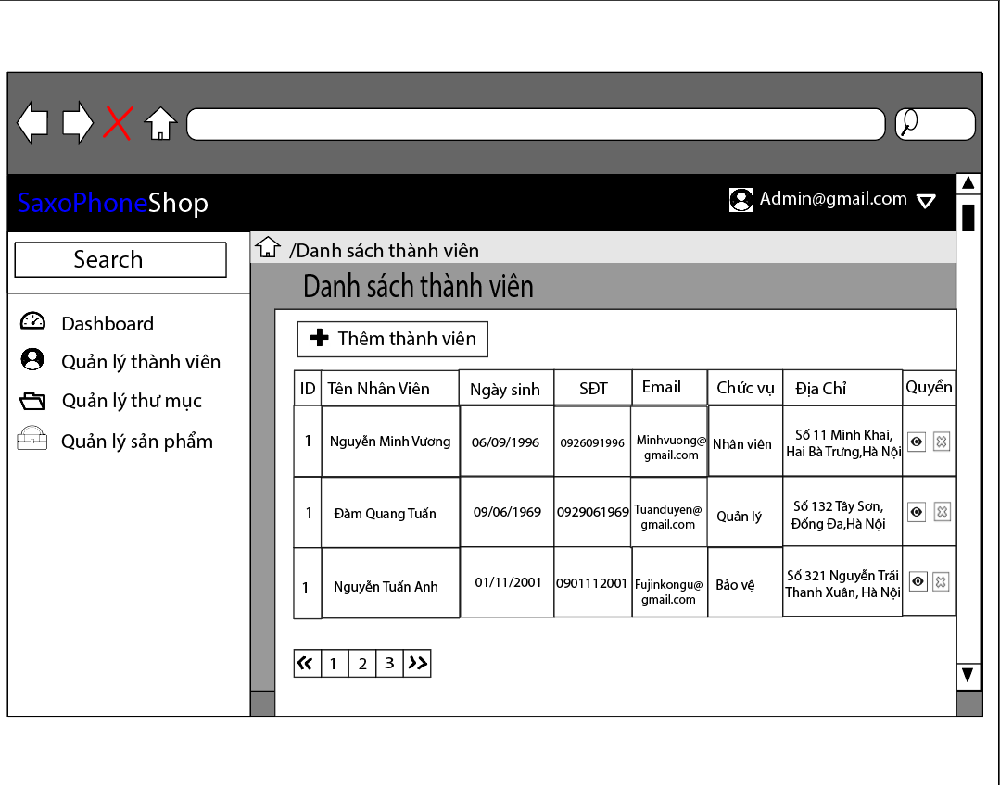 SaxoPhoneShop
Admin@gmail.com
Search
/Danh sách thành viên
Danh sách thành viên
Dashboard
Quản lý thành viên
Quản lý thư mục
Quản lý sản phẩm
Thêm thành viên
ID Tên Nhân Viên Ngày sinh SĐT Email Chức vụ Địa Chỉ Quyền
1 Nguyễn Minh Vương 06/09/1996 0926091996 Minhvuong@ Nhân viên Số 11 Minh Khai,
gmail.com Hai Bà Trưng,Hà Nội
1 Đàm Quang Tuấn 09/06/1969 0929061969 Tuanduyen@ Quản lý Số 132 Tây Sơn,
gmail.com Đống Đa,Hà Nội
1 Nguyễn Tuấn Anh 01/11/2001 0901112001 Fujinkongu@ Bảo vệ Số 321 Nguyễn Trãi
gmail.com Thanh Xuân, Hà Nội
« 1 2 3 »